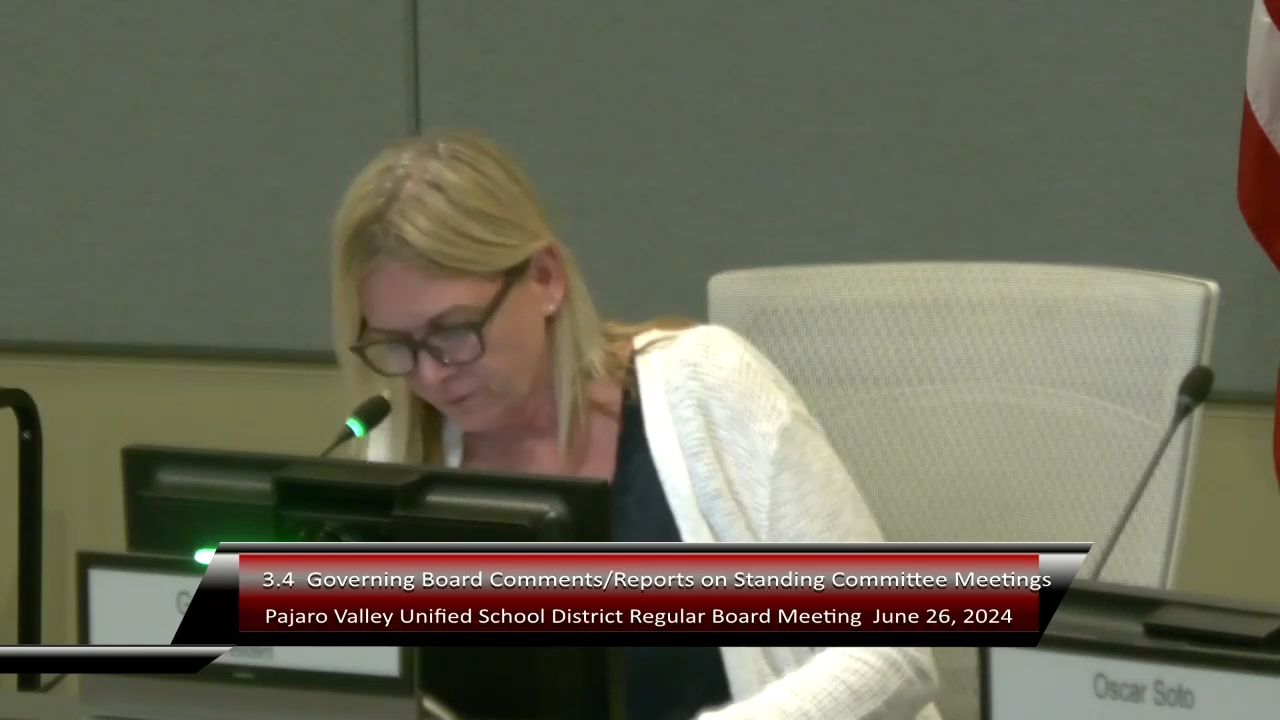 3.4 Governing Board Comments/Reports on Standing Committee Meetings
Pajaro Valley Unified School District Regular Board Meeting June 26, 2024
Oscar Soto